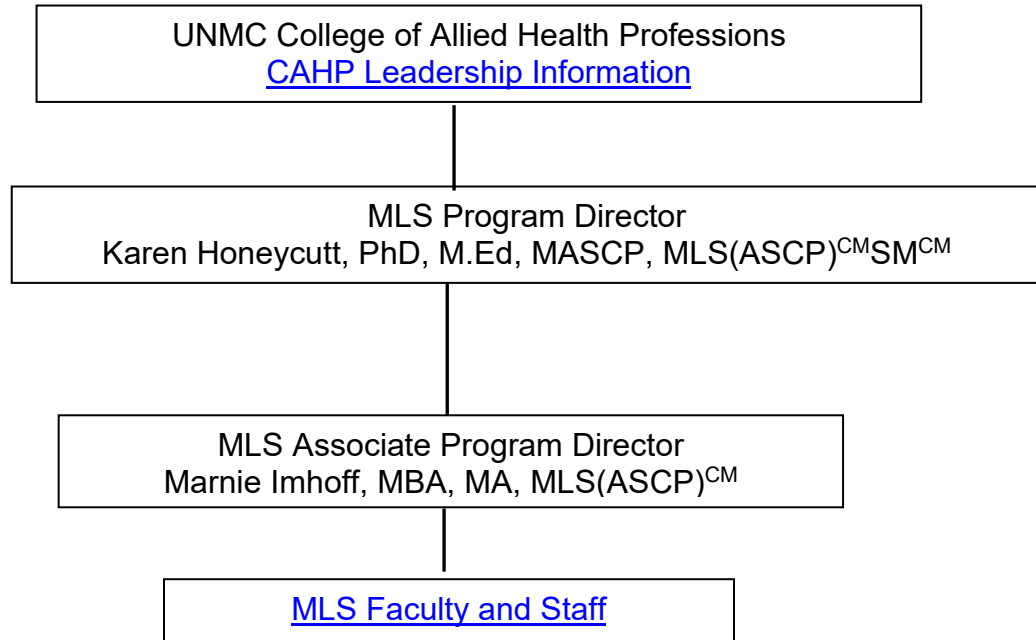 UNMC College of Allied Health Professions
CAHP Leadership Information
MLS Program Director
Karen Honeycutt, PhD, M.Ed, MASCP, MLS(ASCP)ᶜᴹSMᶜᴹ
MLS Associate Program Director
Marnie Imhoff, MBA, MA, MLS(ASCP)ᶜᴹ
MLS Faculty and Staff